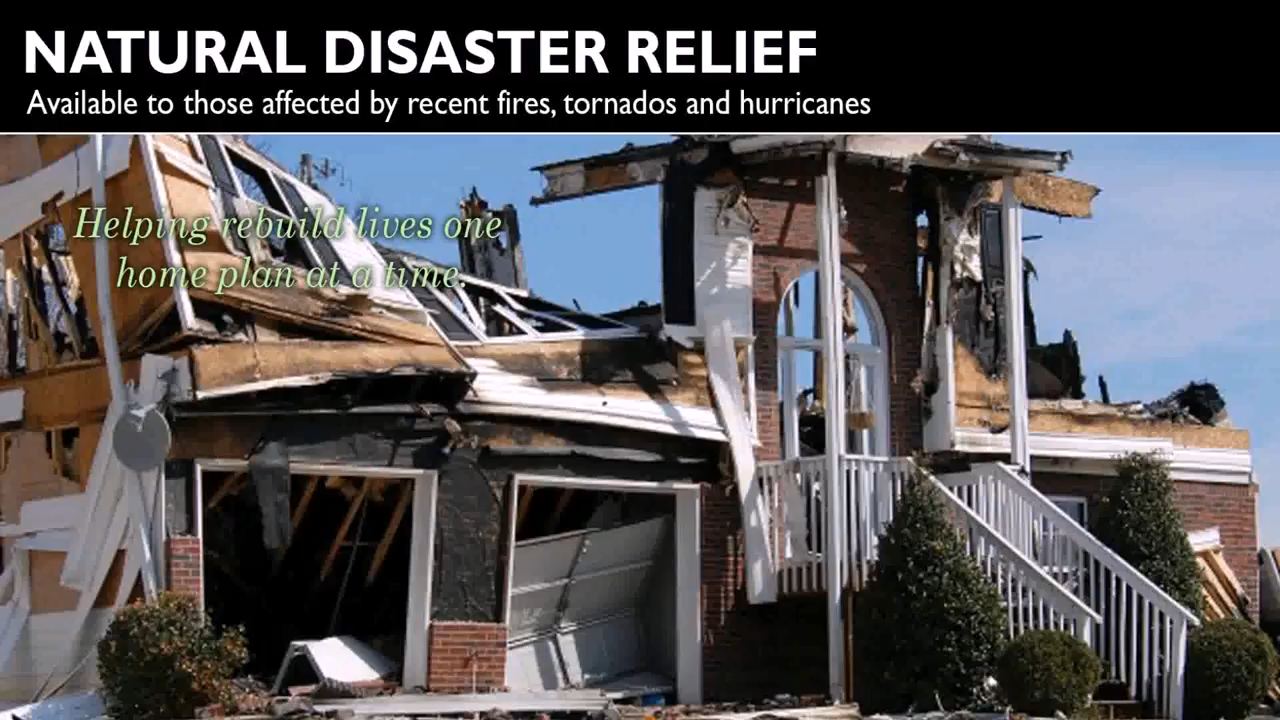 NATURAL DISASTER RELIEF
Available to those affected by recent fires, tornados and hurricanes
Helping rebuild lives one
home plan at a time.